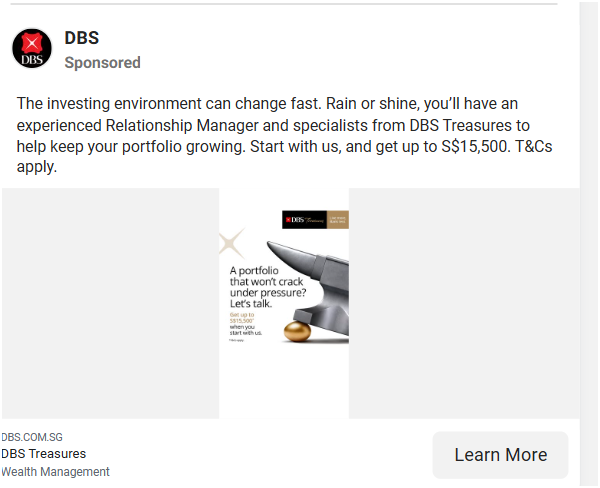 DBS
DBS
Sponsored
The investing environment can change fast. Rain or shine, you’ll have an
experienced Relationship Manager and specialists from DBS Treasures to
help keep your portfolio growing. Start with us, and get up to S$15,500. T&Cs
apply.
DBS
A portfolio
that won’t crack
under pressure?
Let’s talk.
Get up to
S$15,500*
when you
start with us.
DBS.COM.SG
DBS Treasures
Wealth Management
Learn More